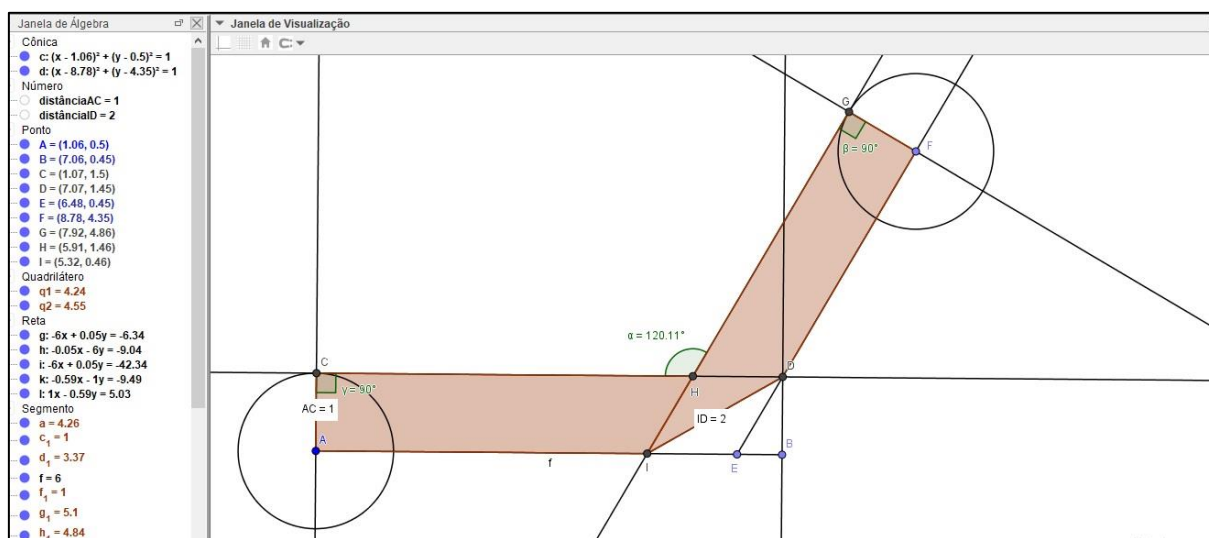 Janela de Álgebra
Cônica
c: (x - 1.06)² + (y - 0.5)² = 1
d: (x - 8.78)² + (y - 4.35)² = 1
Número
distânciaAC = 1
distânciaID = 2
Ponto
A = (1.06, 0.5)
B = (7.06, 0.45)
C = (1.07, 1.5)
D = (7.07, 1.45)
E = (6.48, 0.45)
F = (8.78, 4.35)
G = (7.92, 4.86)
H = (5.91, 1.46)
I = (5.32, 0.46)
Quadrilátero
q1 = 4.24
q2 = 4.55
Reta
g: -6x + 0.05y = -6.34
h: -0.05x - 6y = -9.04
i: -6x + 0.05y = -42.34
k: -0.59x - 1y = -9.49
l: 1x - 0.59y = 5.03
Segmento
a = 4.26
c₁ = 1
d₁ = 3.37
f = 6
f₁ = 1
g₁ = 5.1
h₁ = 4.84
Janela de Visualização
G
F
β = 90°
α = 120.11°
C
D
γ = 90°
H
AC = 1
ID = 2
A
B
f
I
E